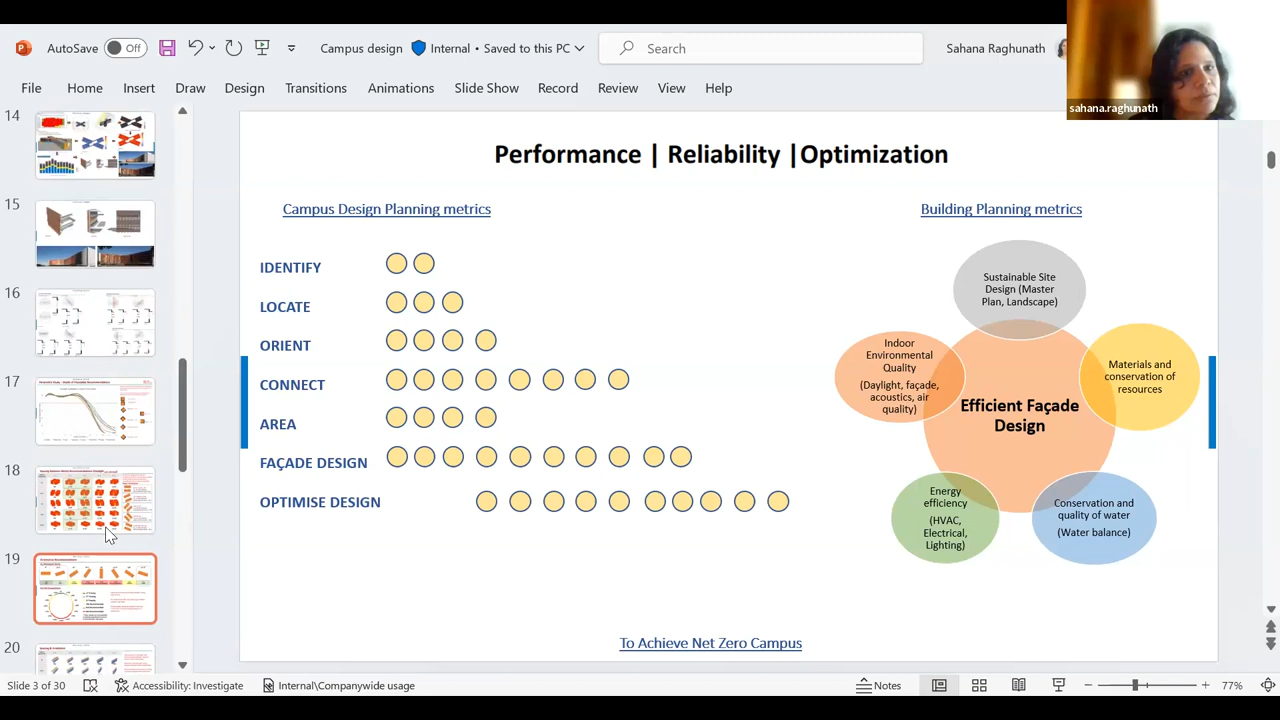 AutoSave
Off
Campus design
Internal • Saved to this PC
Search
Sahana Raghunath
sahana.raghunath
File
Home
Insert
Draw
Design
Transitions
Animations
Slide Show
Record
Review
View
Help
14
15
16
17
18
19
20
Performance | Reliability |Optimization
Campus Design Planning metrics
IDENTIFY
LOCATE
ORIENT
CONNECT
AREA
FAÇADE DESIGN
OPTIMISE DESIGN
Building Planning metrics
Sustainable Site
Design (Master
Plan, Landscape)
Indoor
Environmental
Quality
(Daylight, façade,
acoustics, air
quality)
Materials and
conservation of
resources
Efficient Façade
Design
Energy
efficiency
(HVAC,
Electrical,
Lighting)
Conservation and
quality of water
(Water balance)
To Achieve Net Zero Campus
Slide 3 of 30
Accessibility: Investigate
Internal\Companywide usage
Notes
77%